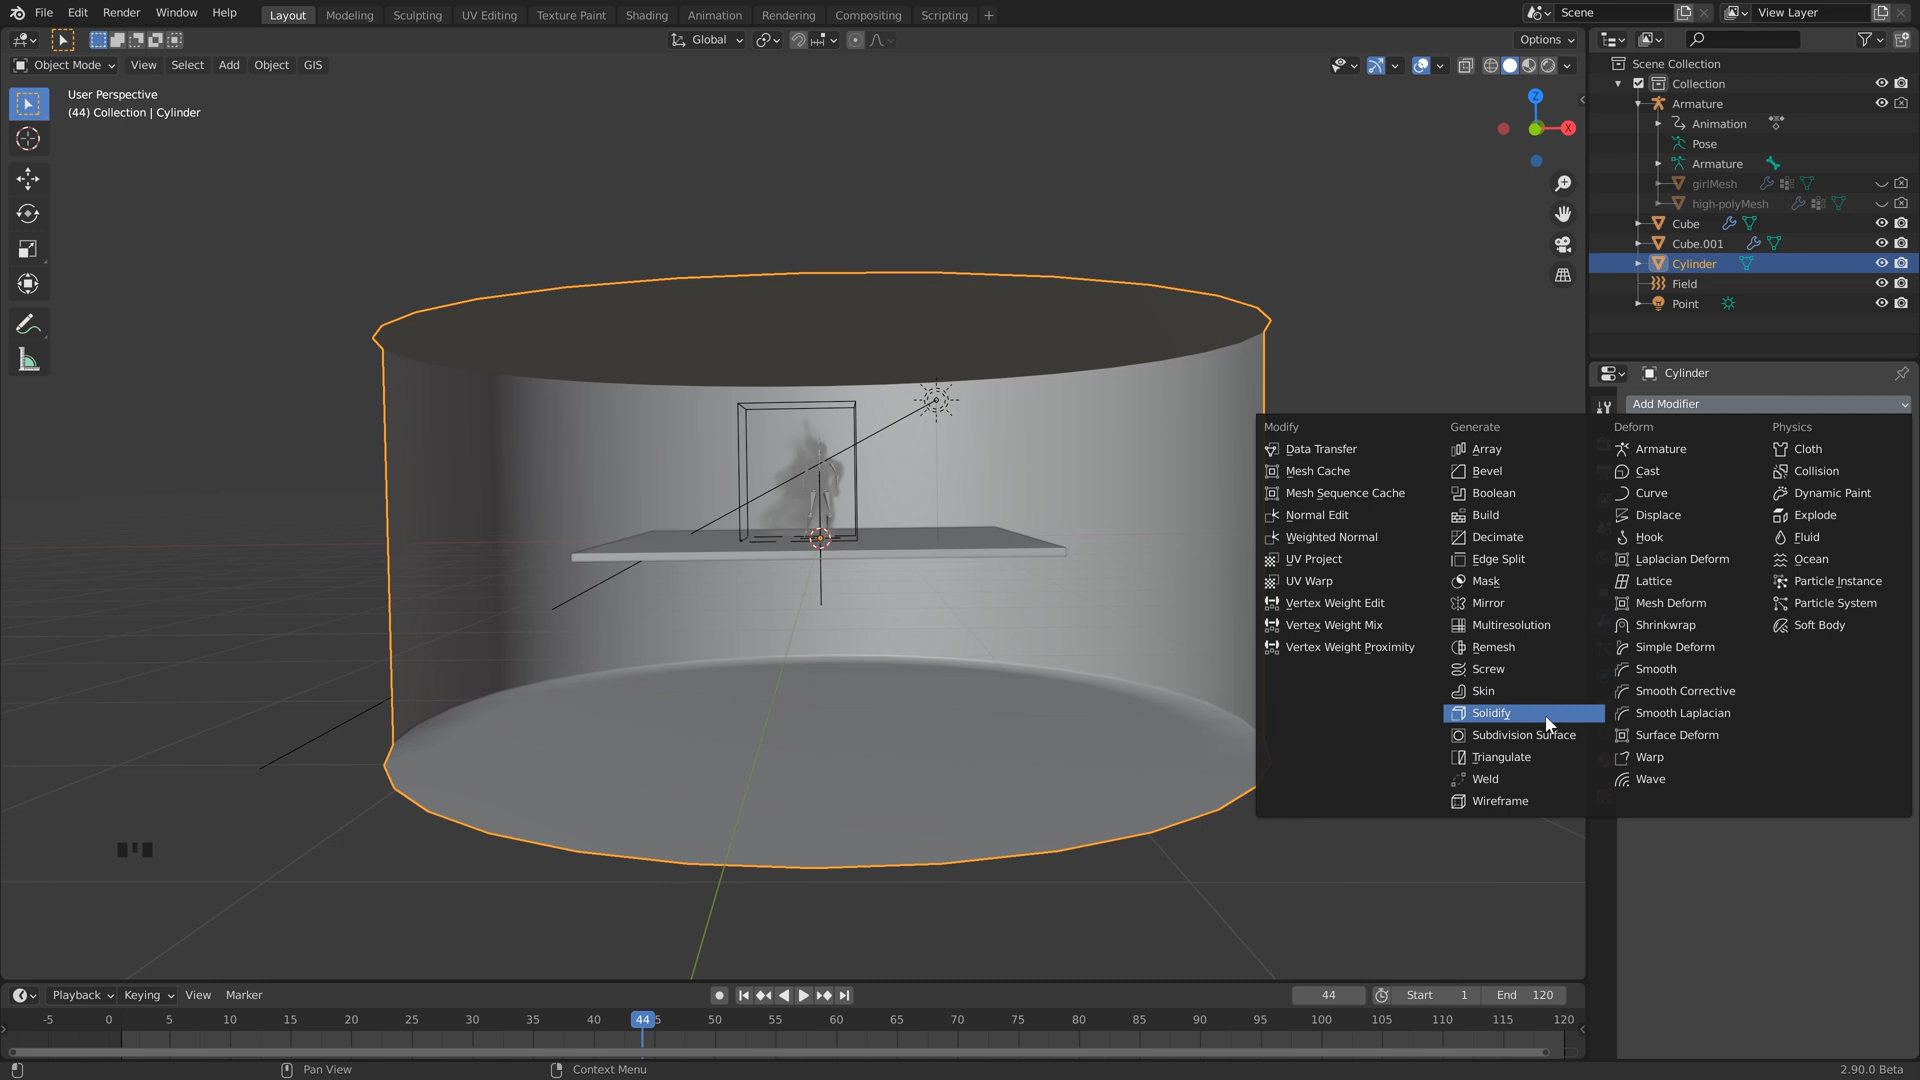 File Edit Render Window Help Layout Modeling Sculpting UV Editing Texture Paint Shading Animation Rendering Compositing Scripting + Scene View Layer
Global Options
Object Mode View Select Add Object GIS
User Perspective
(44) Collection | Cylinder
Z
X
Scene Collection
Collection
Armature
Animation
Pose
Armature
girlMesh
high-polyMesh
Cube
Cube.001
Cylinder
Field
Point
Cylinder
Add Modifier
Modify
Data Transfer
Mesh Cache
Mesh Sequence Cache
Normal Edit
Weighted Normal
UV Project
UV Warp
Vertex Weight Edit
Vertex Weight Mix
Vertex Weight Proximity
Generate
Array
Bevel
Boolean
Build
Decimate
Edge Split
Mask
Mirror
Multiresolution
Remesh
Screw
Skin
Solidify
Subdivision Surface
Triangulate
Weld
Wireframe
Deform
Armature
Cast
Curve
Displace
Hook
Laplacian Deform
Lattice
Mesh Deform
Shrinkwrap
Simple Deform
Smooth
Smooth Corrective
Smooth Laplacian
Surface Deform
Warp
Wave
Physics
Cloth
Collision
Dynamic Paint
Explode
Fluid
Ocean
Particle Instance
Particle System
Soft Body
Playback Keying View Marker 44 Start 1 End 120
-5 0 5 10 15 20 25 30 35 40 44 5 50 55 60 65 70 75 80 85 90 95 100 105 110 115 120
Pan View Context Menu 2.90.0 Beta